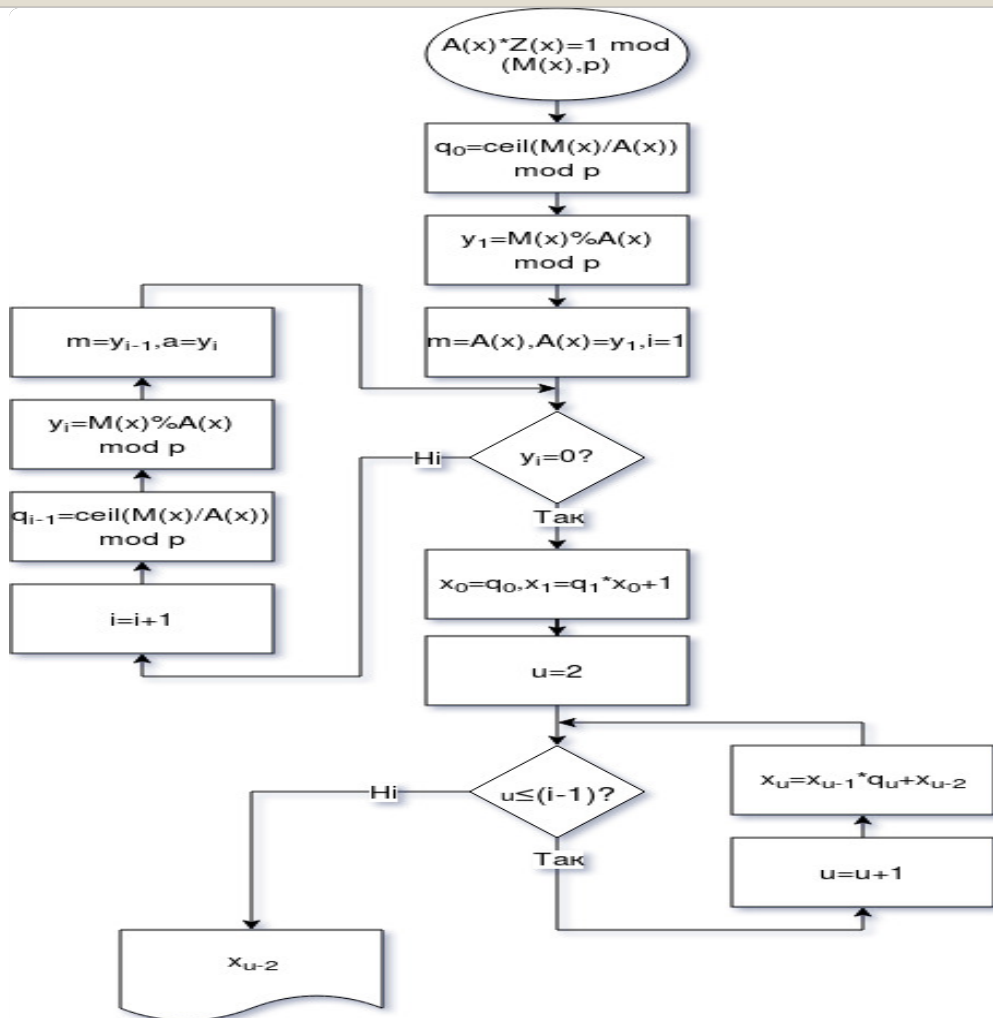 A(x)*Z(x)=1 mod
(M(x),p)
q₀=ceil(M(x)/A(x))
mod p
y₁=M(x)%A(x)
mod p
m=A(x),A(x)=y₁,i=1
yᵢ=0?
Ні
Так
i=i+1
qᵢ₋₁=ceil(M(x)/A(x))
mod p
yᵢ=M(x)%A(x)
mod p
m=yᵢ₋₁,a=yᵢ
x₀=q₀,x₁=q₁*x₀+1
u=2
u≤(i-1)?
Ні
Так
u=u+1
xᵤ=xᵤ₋₁*qᵤ+xᵤ₋₂
xᵤ₋₂